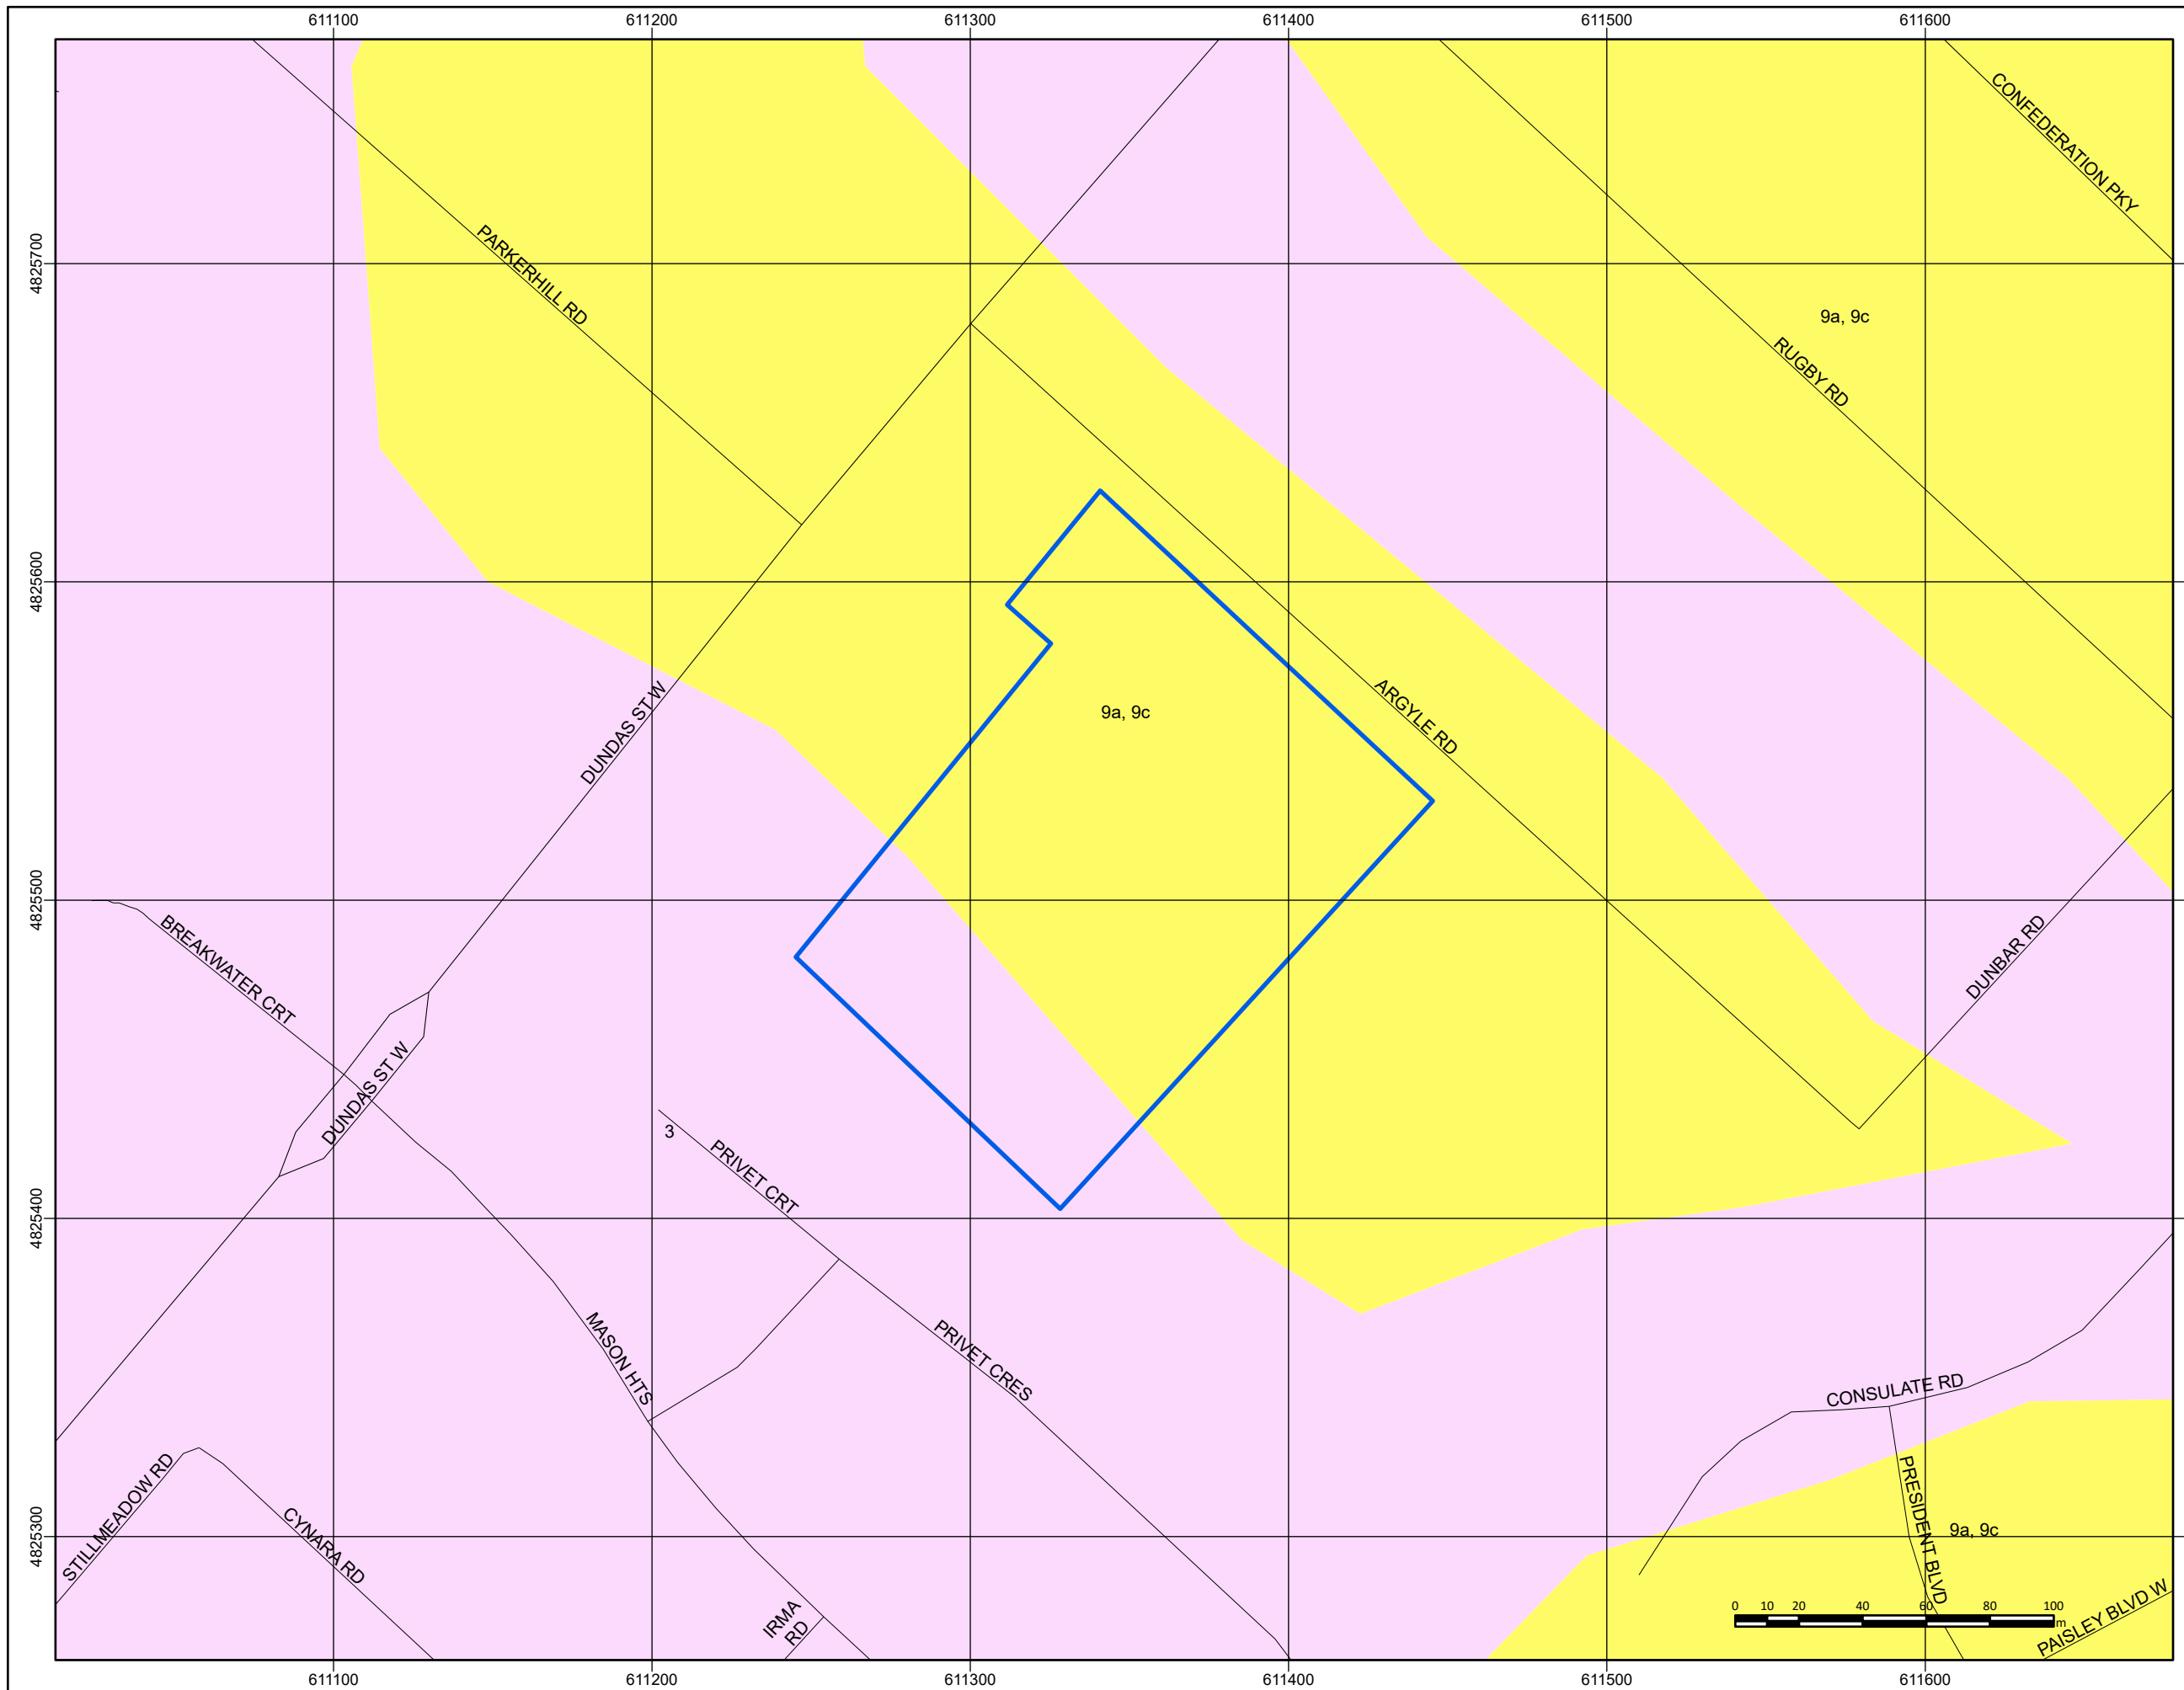 611100 611200 611300 611400 611500 611600
CONFEDERATION PKY
4825700
PARKERHILL RD
9a, 9c
RUGBY RD
4825600
DUNDAS ST W
9a, 9c
ARGYLE RD
4825500
BREAKWATER CRT
DUNBAR RD
DUNDAS ST W
3
PRIVET CRT
4825400
MASON HTS
PRIVET CRES
CONSULATE RD
STILLMEADOW RD
CYNARA RD
4825300
PRESIDENT BLVD
9a, 9c
IRMA
RD
0 10 20 40 60 80 100
m
PAISLEY BLVD W
611100 611200 611300 611400 611500 611600